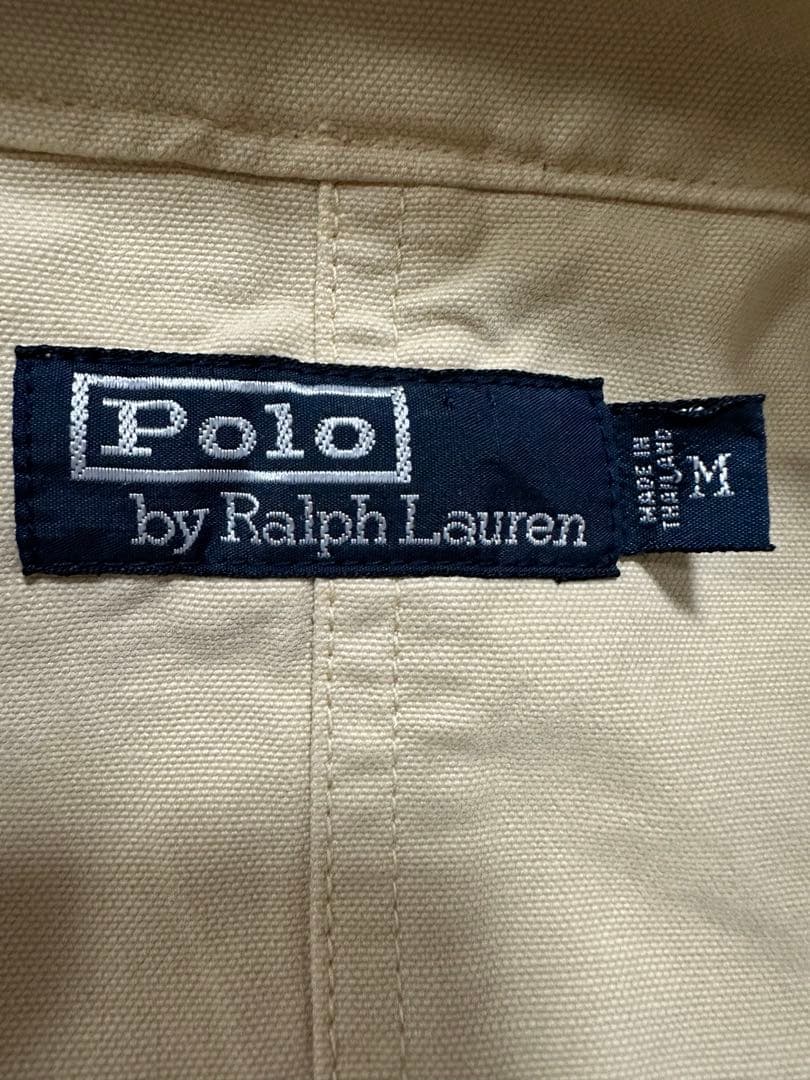 Polo
by Ralph Lauren
MADE IN
THAILAND
M